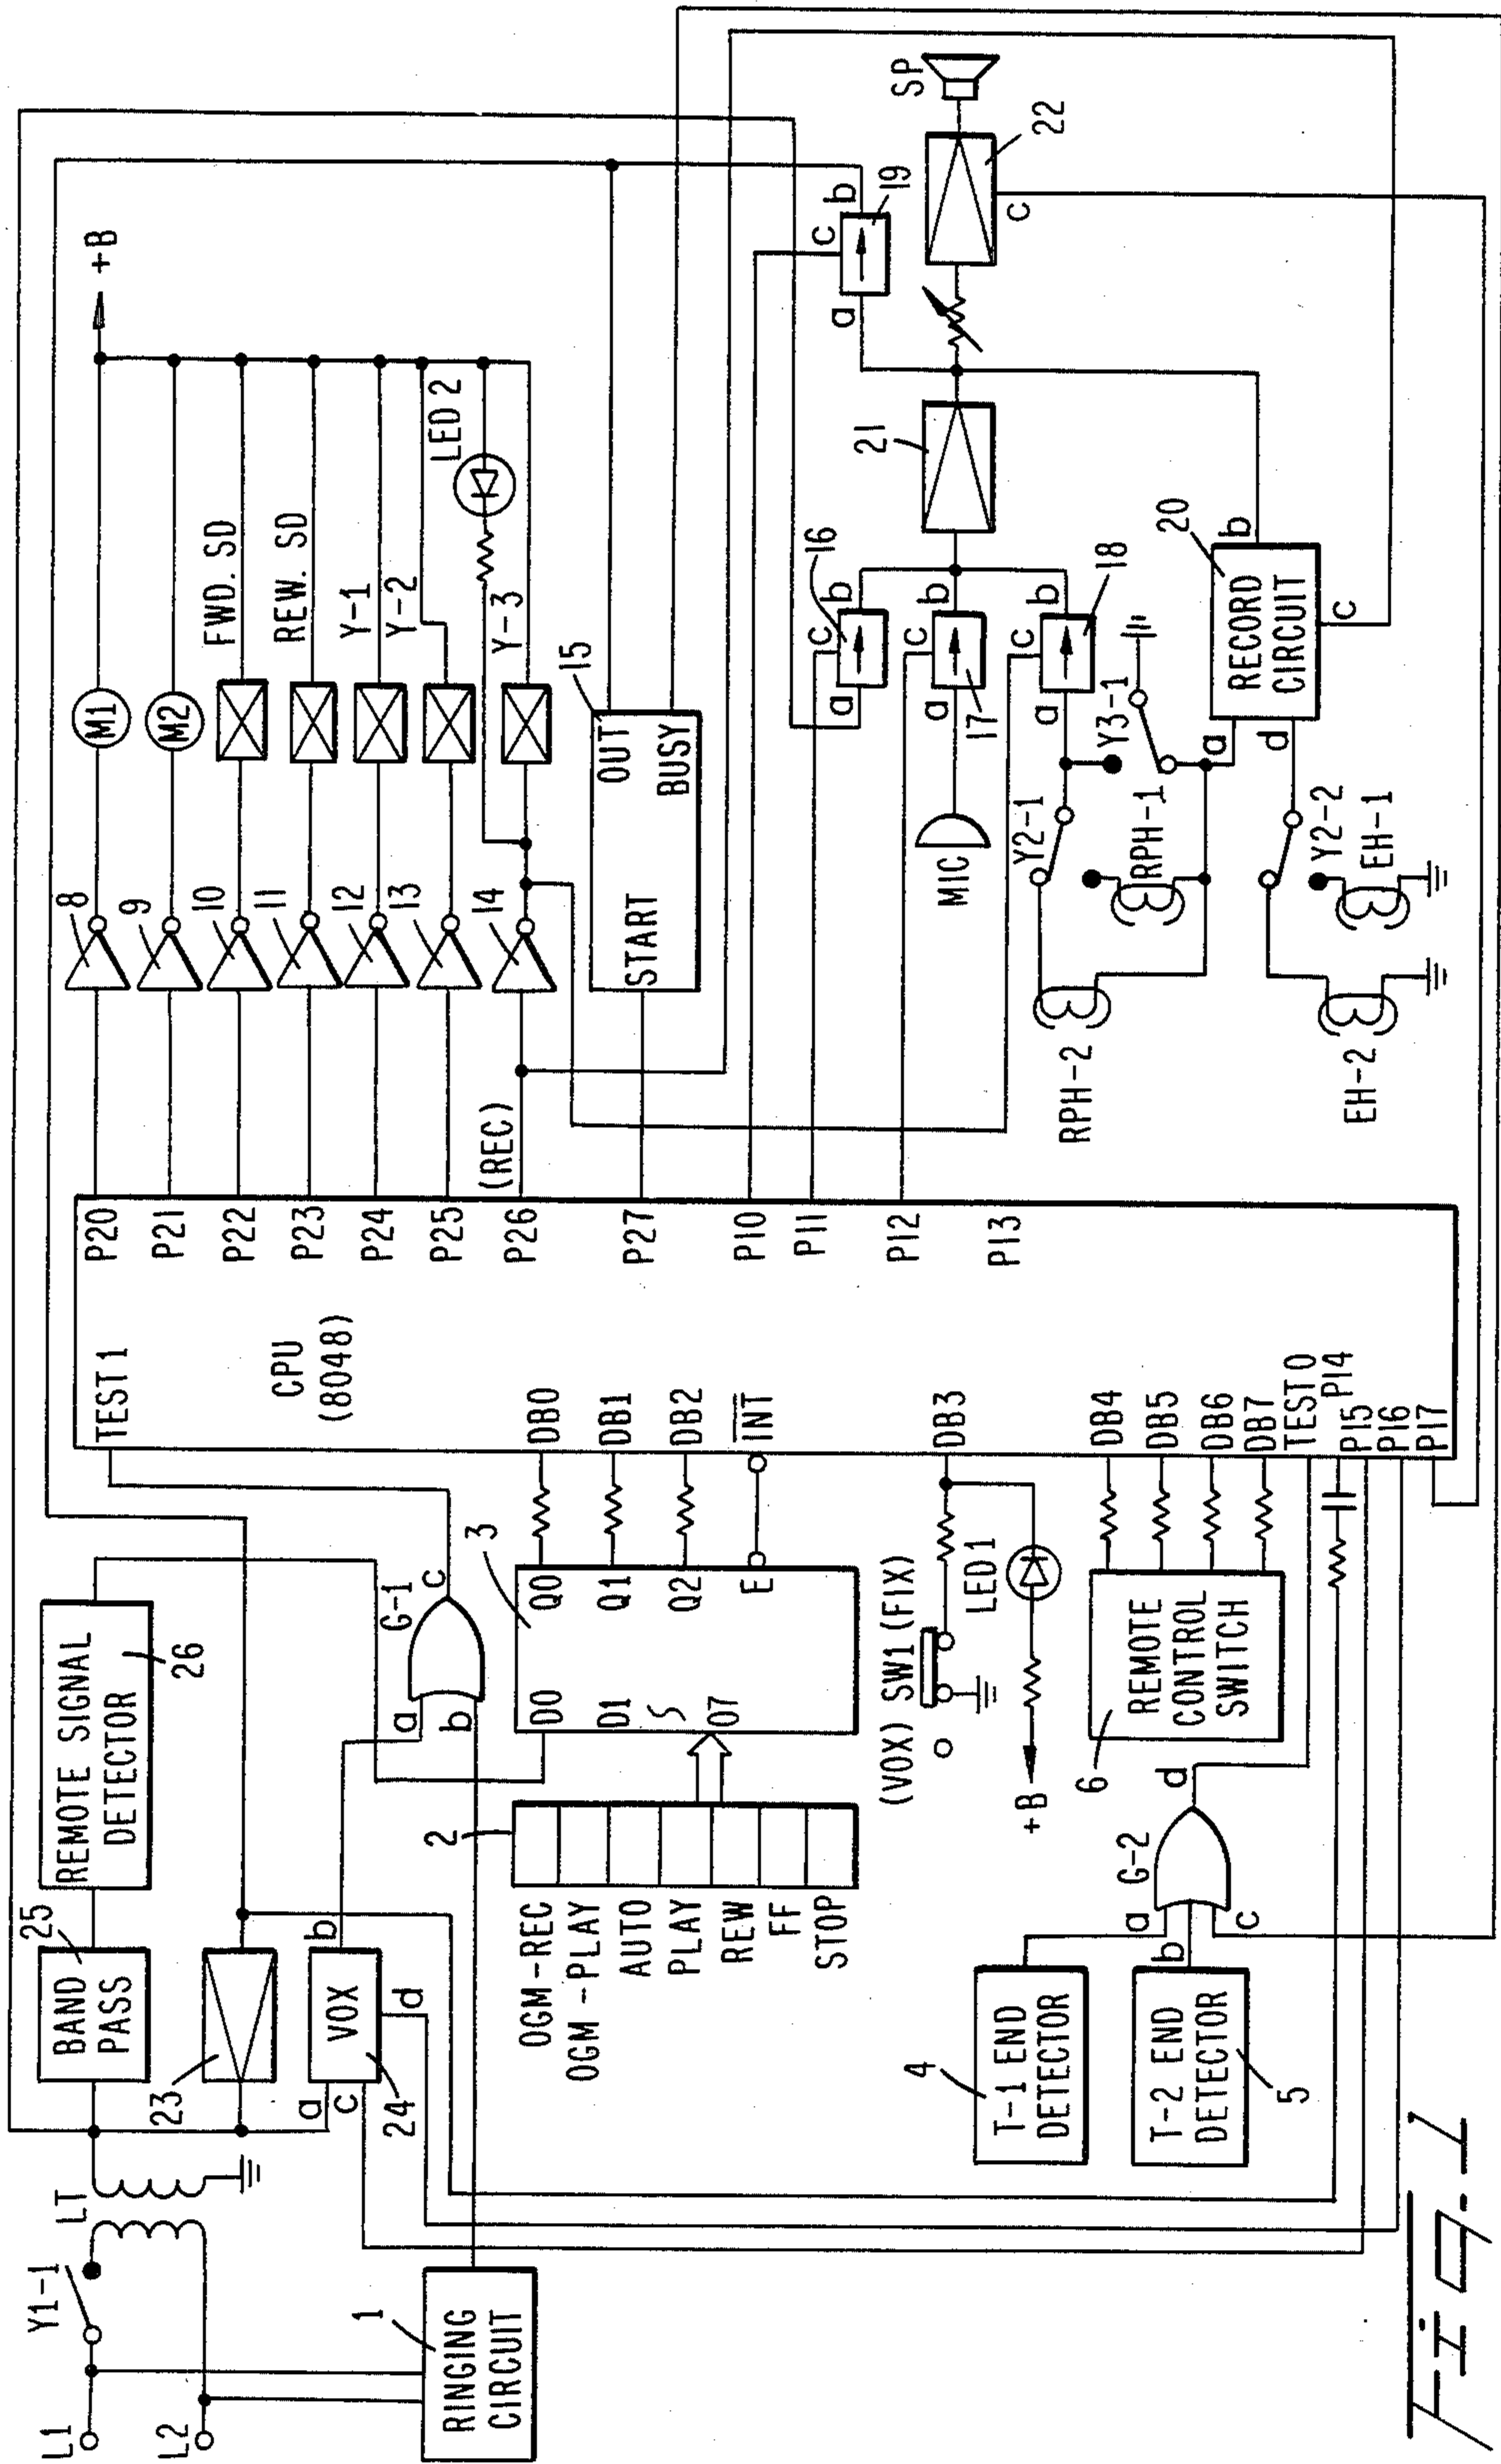 L1
L2
Y1-1
LT
1
RINGING
CIRCUIT
25
BAND
PASS
REMOTE SIGNAL
DETECTOR
26
23
a
c
VOX
b
d
24
G-1
a
b
c
TEST 1
CPU
(8048)
2
OGM-REC
OGM-PLAY
AUTO
PLAY
REW
FF
STOP
3
D0
D1
07
Q0
Q1
Q2
E
DB0
DB1
DB2
INT
(VOX) SW1 (FIX)
LED1
+B
DB3
4
T-1 END
DETECTOR
T-2 END
DETECTOR
5
G-2
a
b
c
d
6
REMOTE
CONTROL
SWITCH
DB4
DB5
DB6
DB7
TEST0
P14
P15
P16
P17
P20
P21
P22
P23
P24
P25
P26
P27
P10
P11
P12
P13
(REC)
8
9
10
11
12
13
14
M1
M2
FWD. SD
REW. SD
Y-1
Y-2
LED 2
Y-3
+B
15
START
OUT
BUSY
16
a
b
c
17
a
b
c
18
a
b
c
19
a
b
c
MIC
21
22
c
SP
Y2-1
Y3-1
RPH-1
RPH-2
Y2-2
EH-1
EH-2
20
RECORD
CIRCUIT
a
b
c
d
Fig. 1